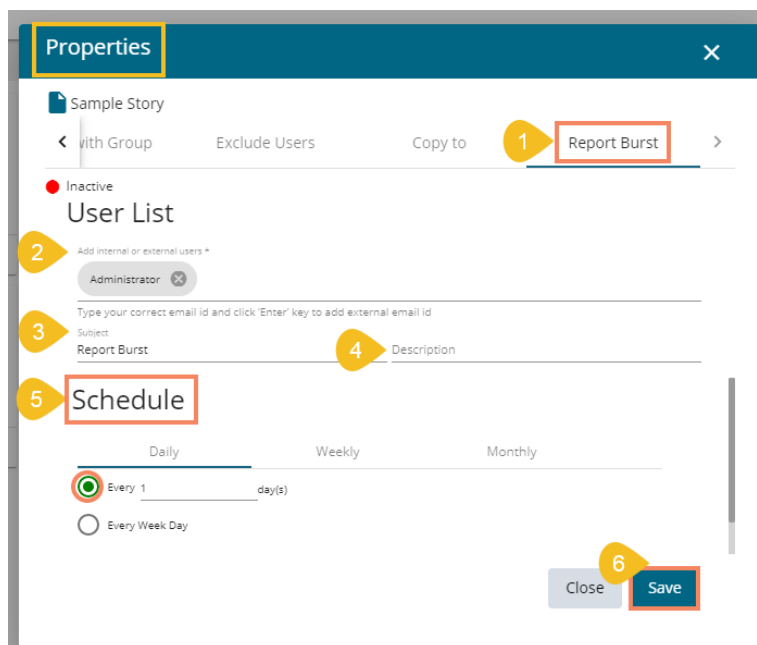 Properties
Sample Story
with Group Exclude Users Copy to 1 Report Burst
Inactive
User List
2 Add internal or external users *
Administrator
Type your correct email id and click 'Enter' key to add external email id
3 Subject
Report Burst 4 Description
5 Schedule
Daily Weekly Monthly
Every 1 day(s)
Every Week Day
6
Close Save